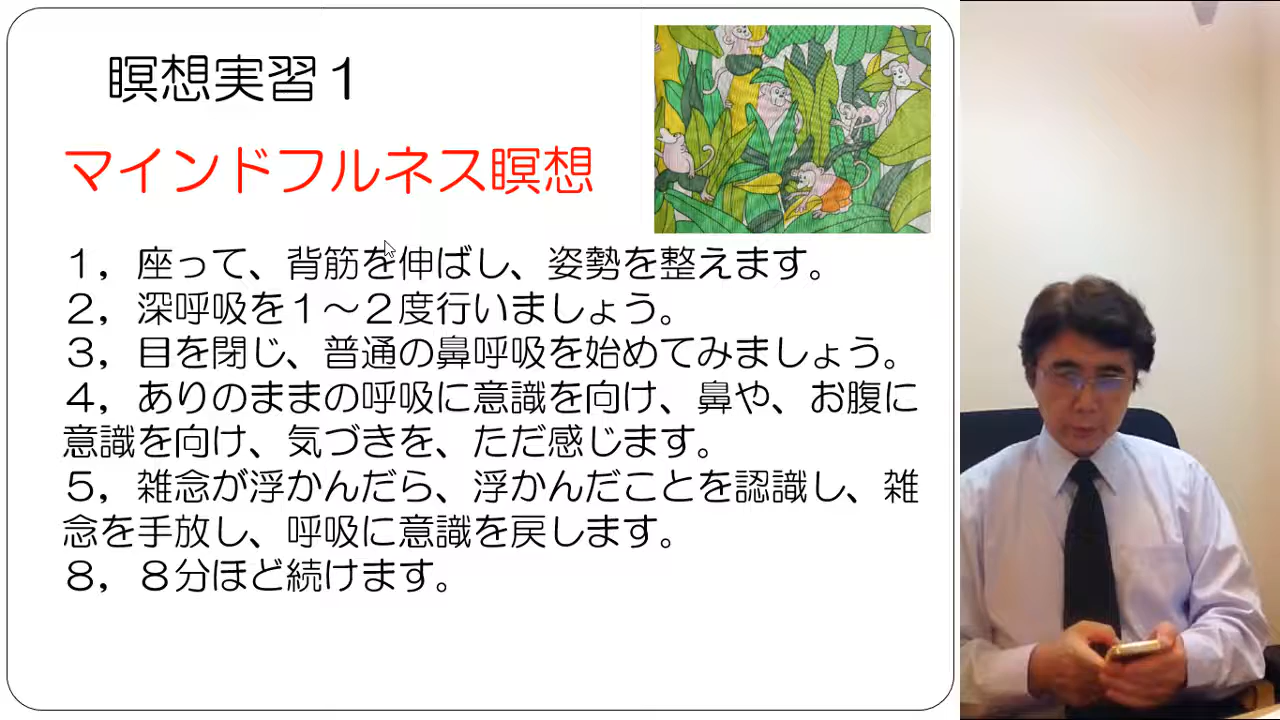 瞑想実習１
マインドフルネス瞑想
１，座って、背筋を伸ばし、姿勢を整えます。
２，深呼吸を１～２度行いましょう。
３，目を閉じ、普通の鼻呼吸を始めてみましょう。
４，ありのままの呼吸に意識を向け、鼻や、お腹に
意識を向け、気づきを、ただ感じます。
５，雑念が浮かんだら、浮かんだことを認識し、雑
念を手放し、呼吸に意識を戻します。
８，８分ほど続けます。